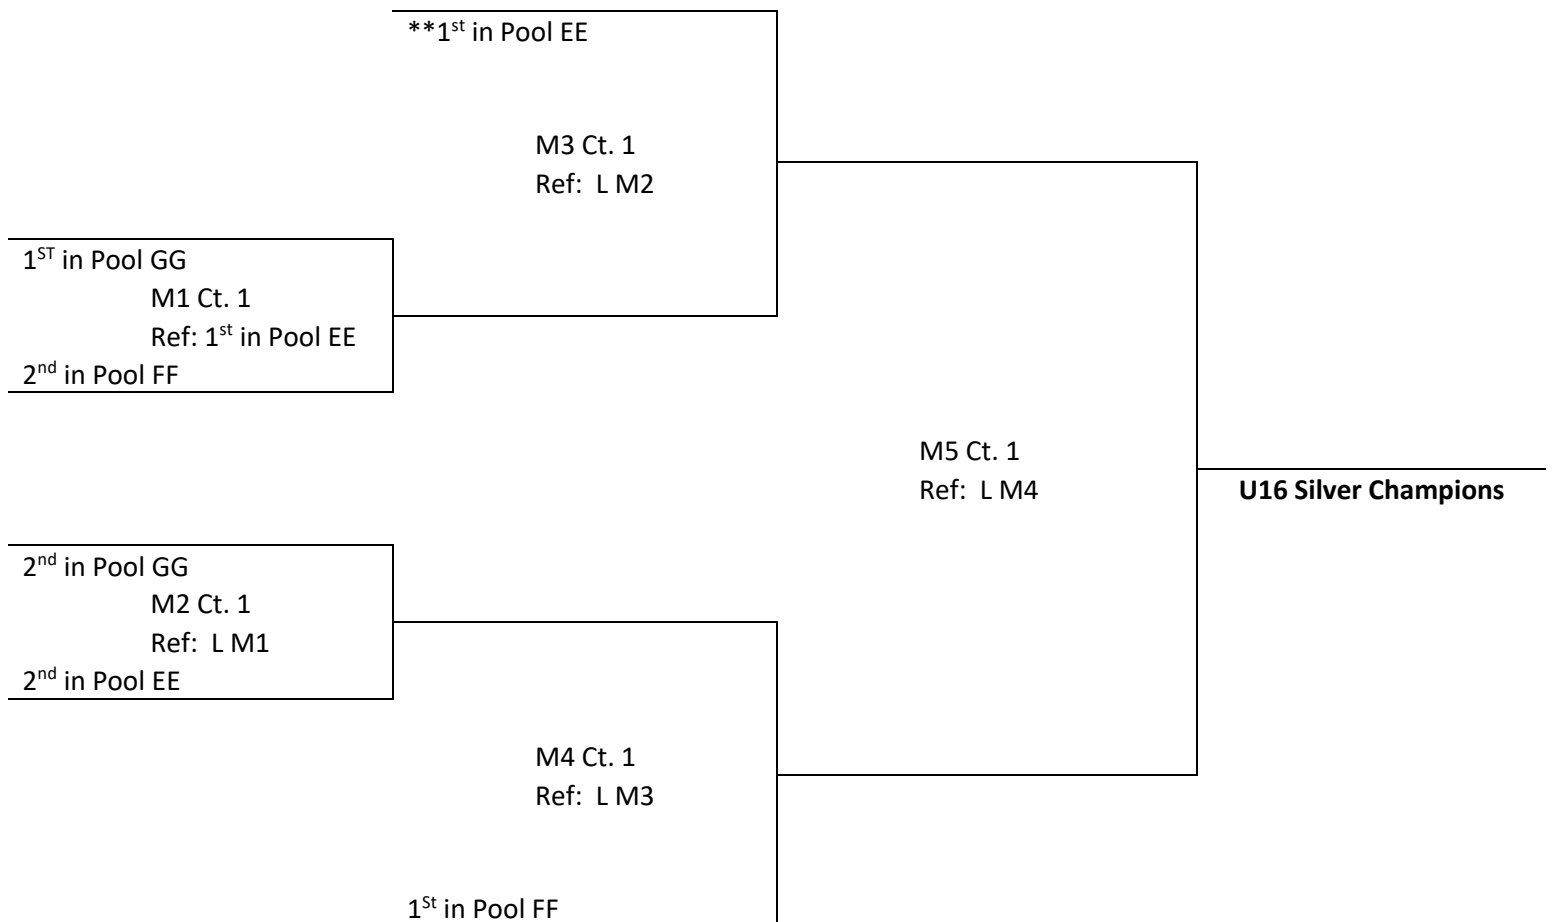 **1st in Pool EE
M3 Ct. 1
Ref: L M2
1ST in Pool GG
M1 Ct. 1
Ref: 1st in Pool EE
2nd in Pool FF
M5 Ct. 1
Ref: L M4
U16 Silver Champions
2nd in Pool GG
M2 Ct. 1
Ref: L M1
2nd in Pool EE
M4 Ct. 1
Ref: L M3
1St in Pool FF